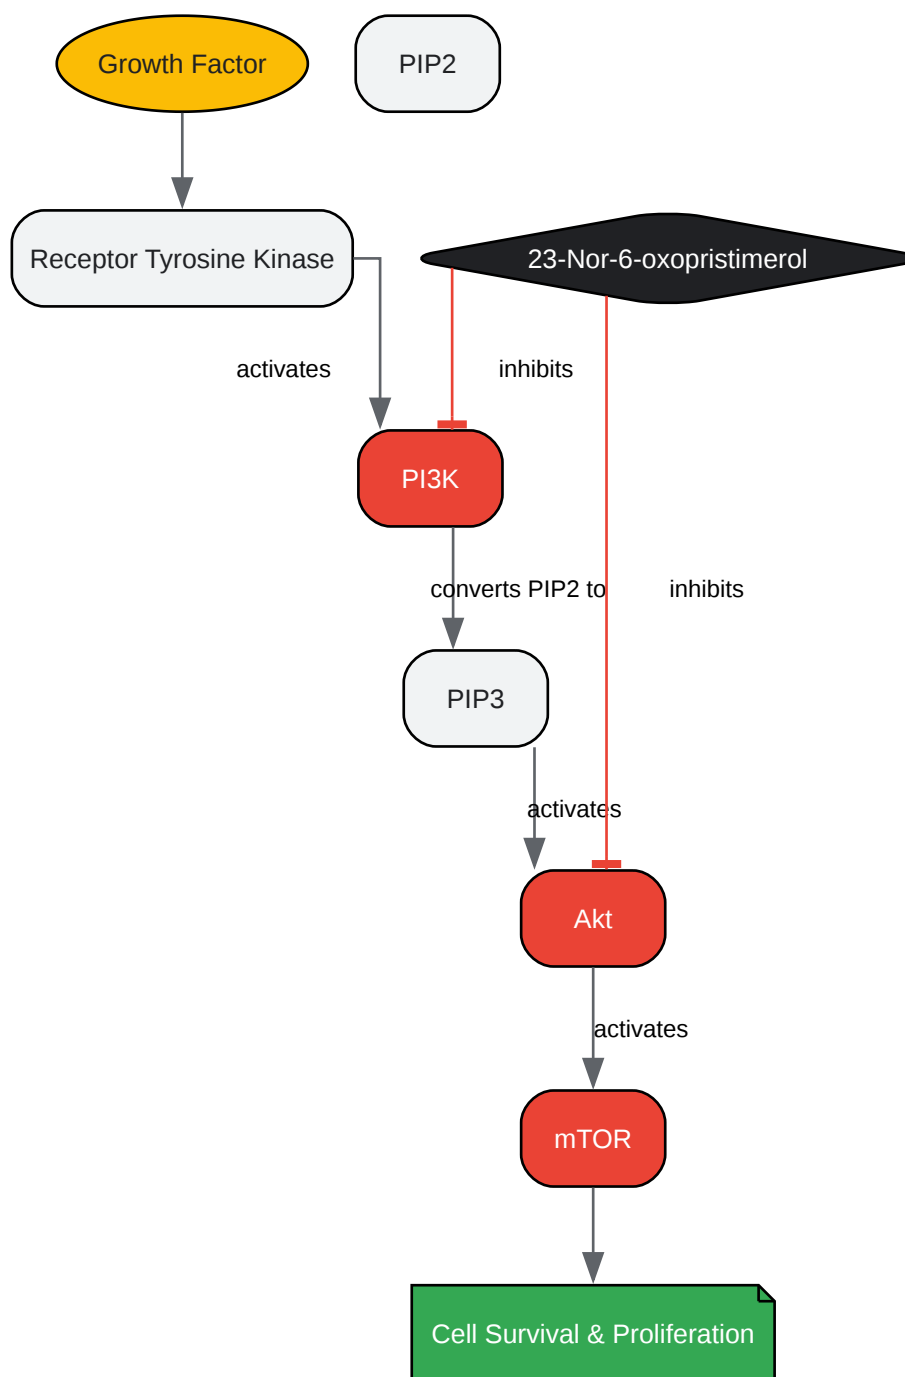 Growth Factor
PIP2
Receptor Tyrosine Kinase
23-Nor-6-oxopristimerol
activates
inhibits
PI3K
converts PIP2 to
inhibits
PIP3
activates
Akt
activates
mTOR
Cell Survival & Proliferation